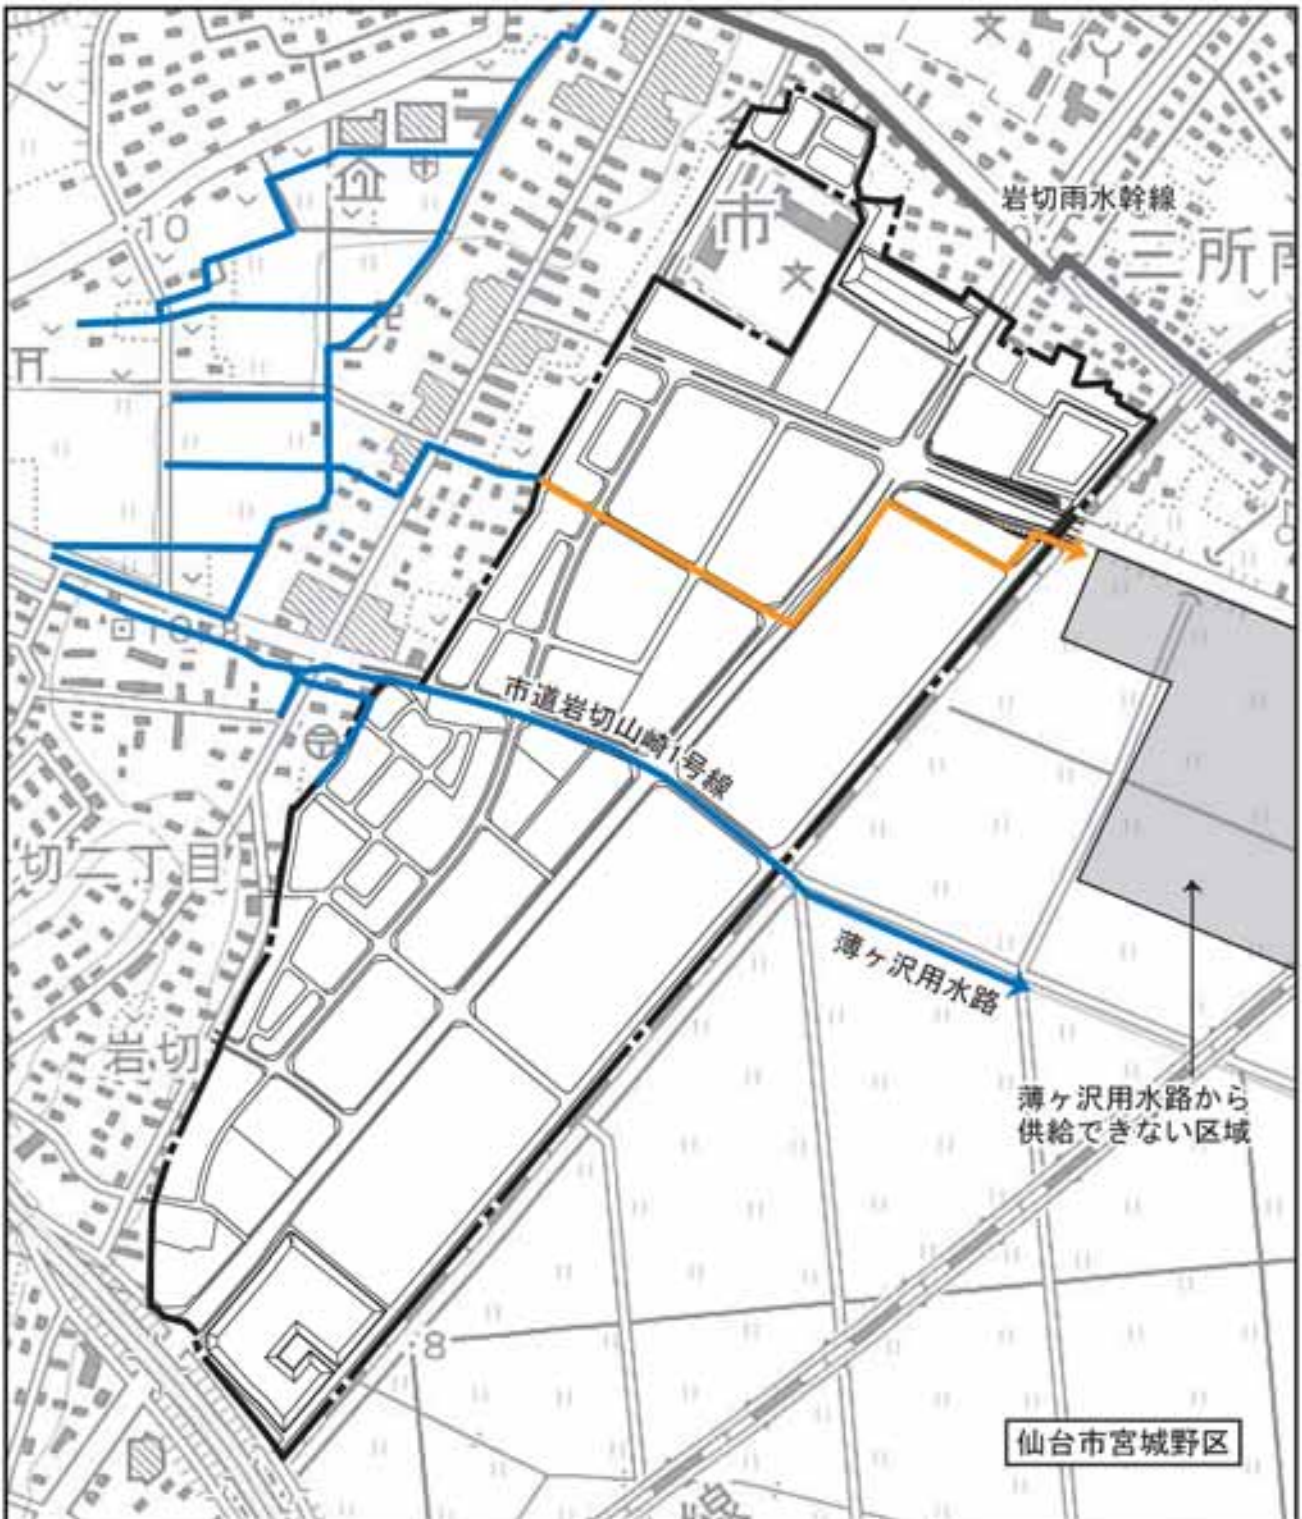 岩切雨水幹線
市
三所南
10
10
市道岩切山崎1号線
切二丁目
薄ヶ沢用水路
岩切
薄ヶ沢用水路から
供給できない区域
8
仙台市宮城野区